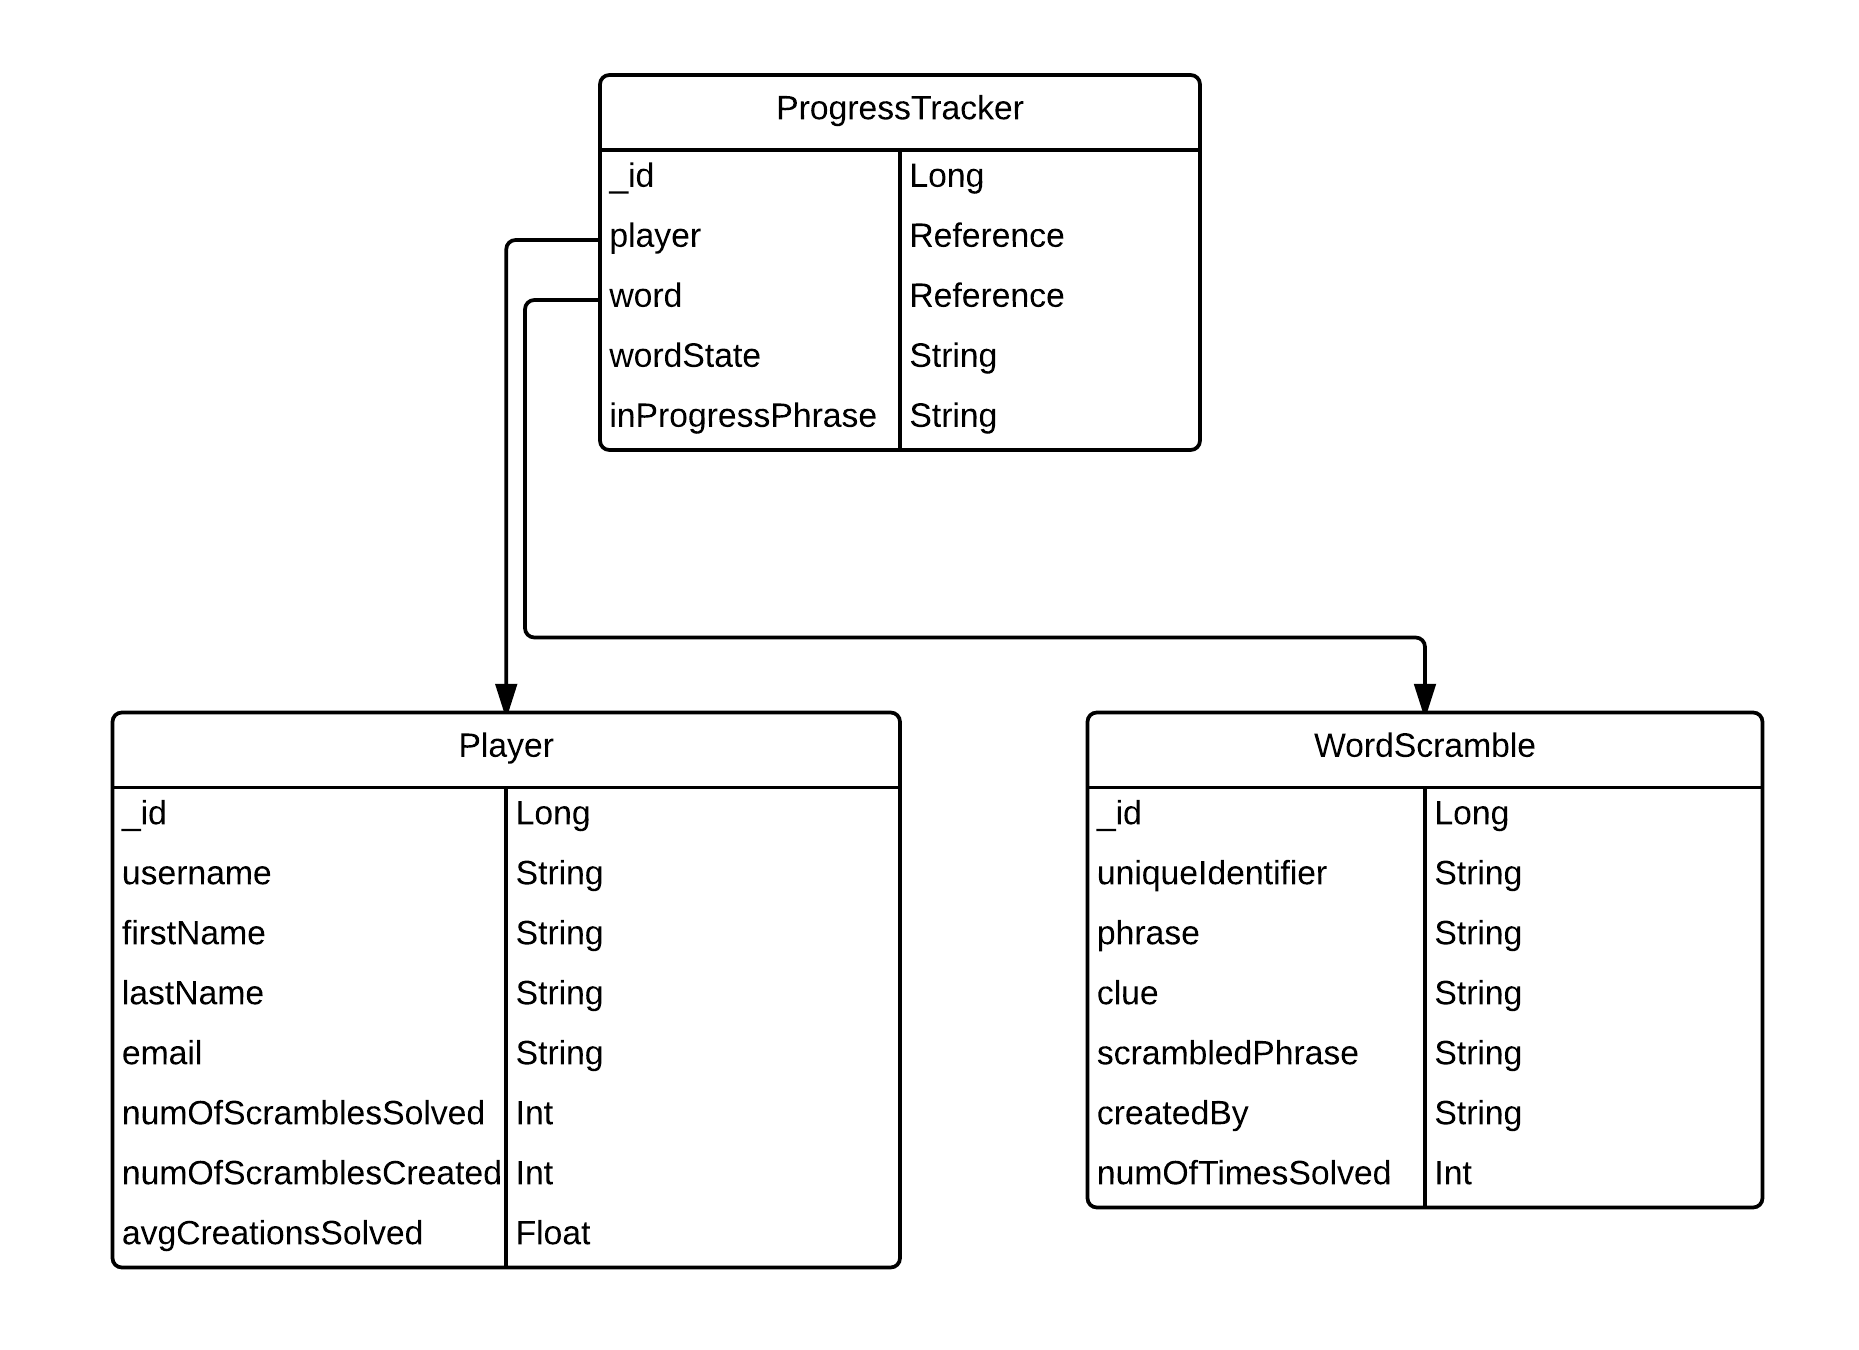 ProgressTracker
_id Long
player Reference
word Reference
wordState String
inProgressPhrase String
Player
_id Long
username String
firstName String
lastName String
email String
numOfScramblesSolved Int
numOfScramblesCreated Int
avgCreationsSolved Float
WordScramble
_id Long
uniqueIdentifier String
phrase String
clue String
scrambledPhrase String
createdBy String
numOfTimesSolved Int